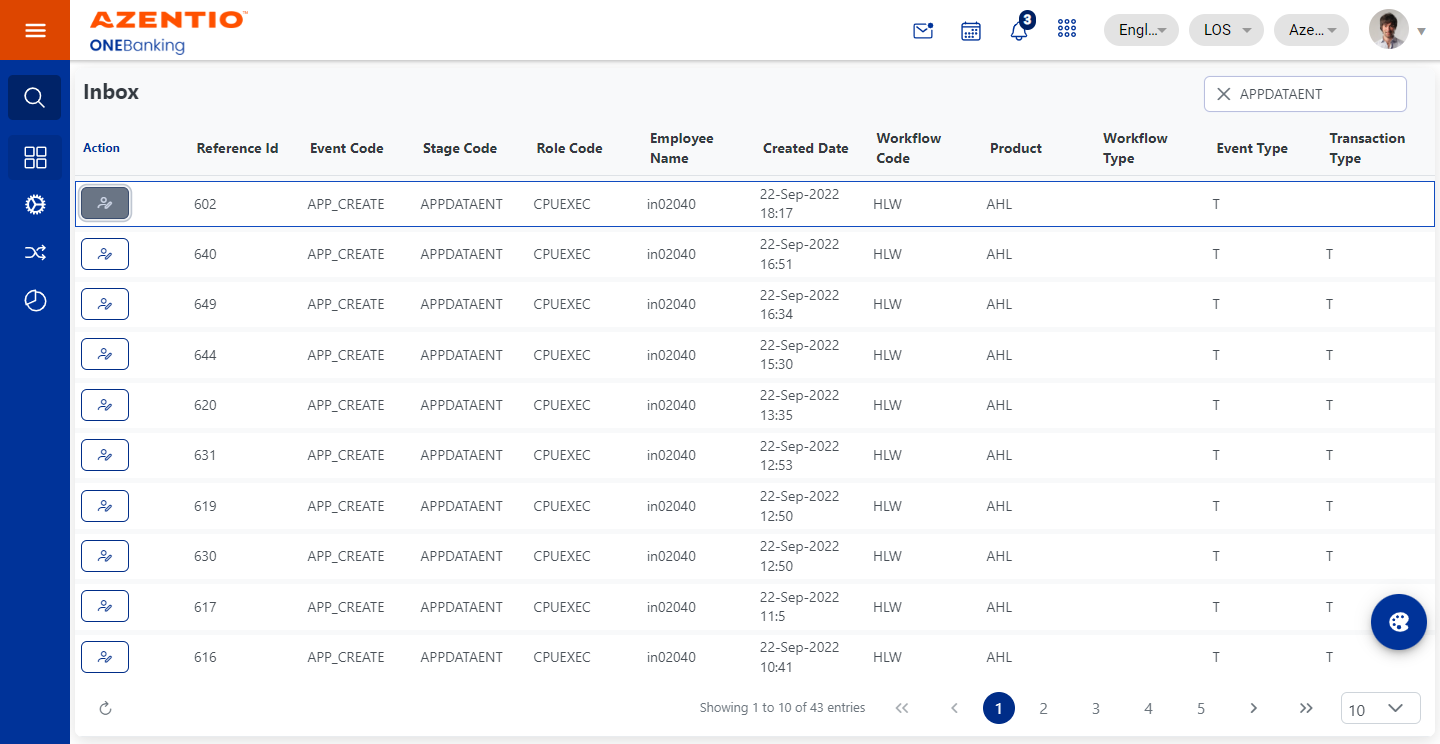 AZENTIO™
ONEBanking
3
Engl...
LOS
Aze...
Inbox
APPDATAENT
Action Reference Id Event Code Stage Code Role Code Employee Name Created Date Workflow Code Product Workflow Type Event Type Transaction Type
602 APP_CREATE APPDATAENT CPUEXEC in02040 22-Sep-2022 18:17 HLW AHL T
640 APP_CREATE APPDATAENT CPUEXEC in02040 22-Sep-2022 16:51 HLW AHL T T
649 APP_CREATE APPDATAENT CPUEXEC in02040 22-Sep-2022 16:34 HLW AHL T T
644 APP_CREATE APPDATAENT CPUEXEC in02040 22-Sep-2022 15:30 HLW AHL T T
620 APP_CREATE APPDATAENT CPUEXEC in02040 22-Sep-2022 13:35 HLW AHL T T
631 APP_CREATE APPDATAENT CPUEXEC in02040 22-Sep-2022 12:53 HLW AHL T T
619 APP_CREATE APPDATAENT CPUEXEC in02040 22-Sep-2022 12:50 HLW AHL T T
630 APP_CREATE APPDATAENT CPUEXEC in02040 22-Sep-2022 12:50 HLW AHL T T
617 APP_CREATE APPDATAENT CPUEXEC in02040 22-Sep-2022 11:5 HLW AHL T T
616 APP_CREATE APPDATAENT CPUEXEC in02040 22-Sep-2022 10:41 HLW AHL T T
Showing 1 to 10 of 43 entries 1 2 3 4 5 10